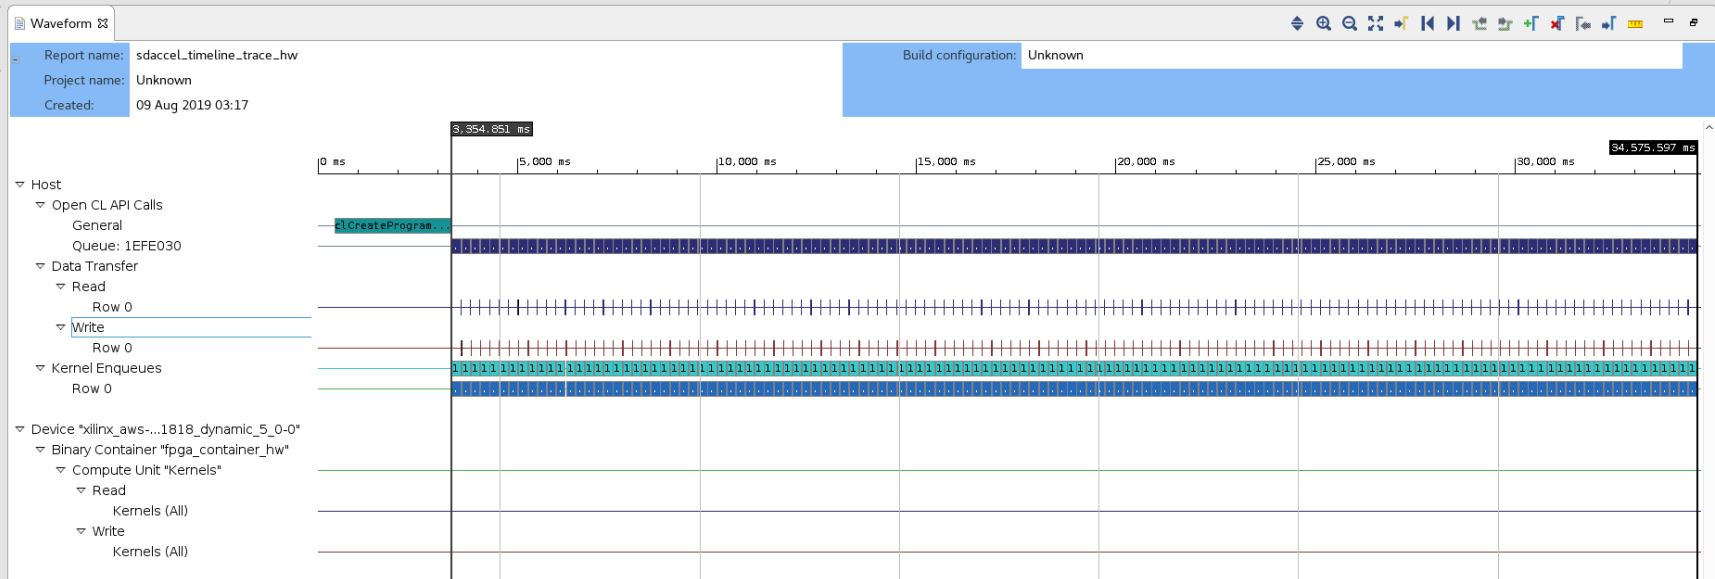 Waveform
Report name: sdaccel_timeline_trace_hw
Build configuration: Unknown
Project name: Unknown
Created: 09 Aug 2019 03:17
3,354.851 ms
34,575.597 ms
0 ms 5,000 ms 10,000 ms 15,000 ms 20,000 ms 25,000 ms 30,000 ms
Host
Open CL API Calls
General clCreateProgram...
Queue: 1EFE030
Data Transfer
Read
Row 0
Write
Row 0
Kernel Enqueues
Row 0
Device "xilinx_aws-...1818_dynamic_5_0-0"
Binary Container "fpga_container_hw"
Compute Unit "Kernels"
Read
Kernels (All)
Write
Kernels (All)